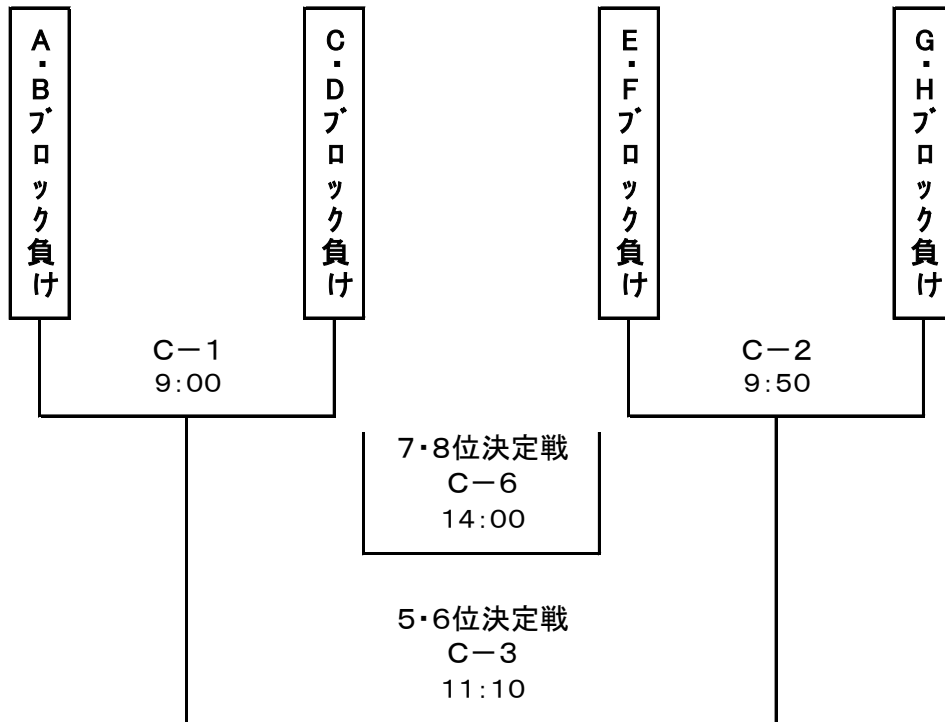 A・Bブロック負け
C・Dブロック負け
E・Fブロック負け
G・Hブロック負け
C－1
9:00
C－2
9:50
7・8位決定戦
C－6
14:00
5・6位決定戦
C－3
11:10